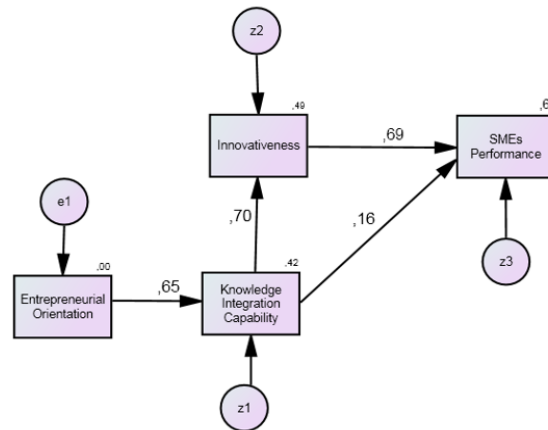 z2
,49
Innovativeness
,69
SMEs
Performance
e1
,70
,16
,00
Entrepreneurial
Orientation
,65
,42
Knowledge
Integration
Capability
z3
z1